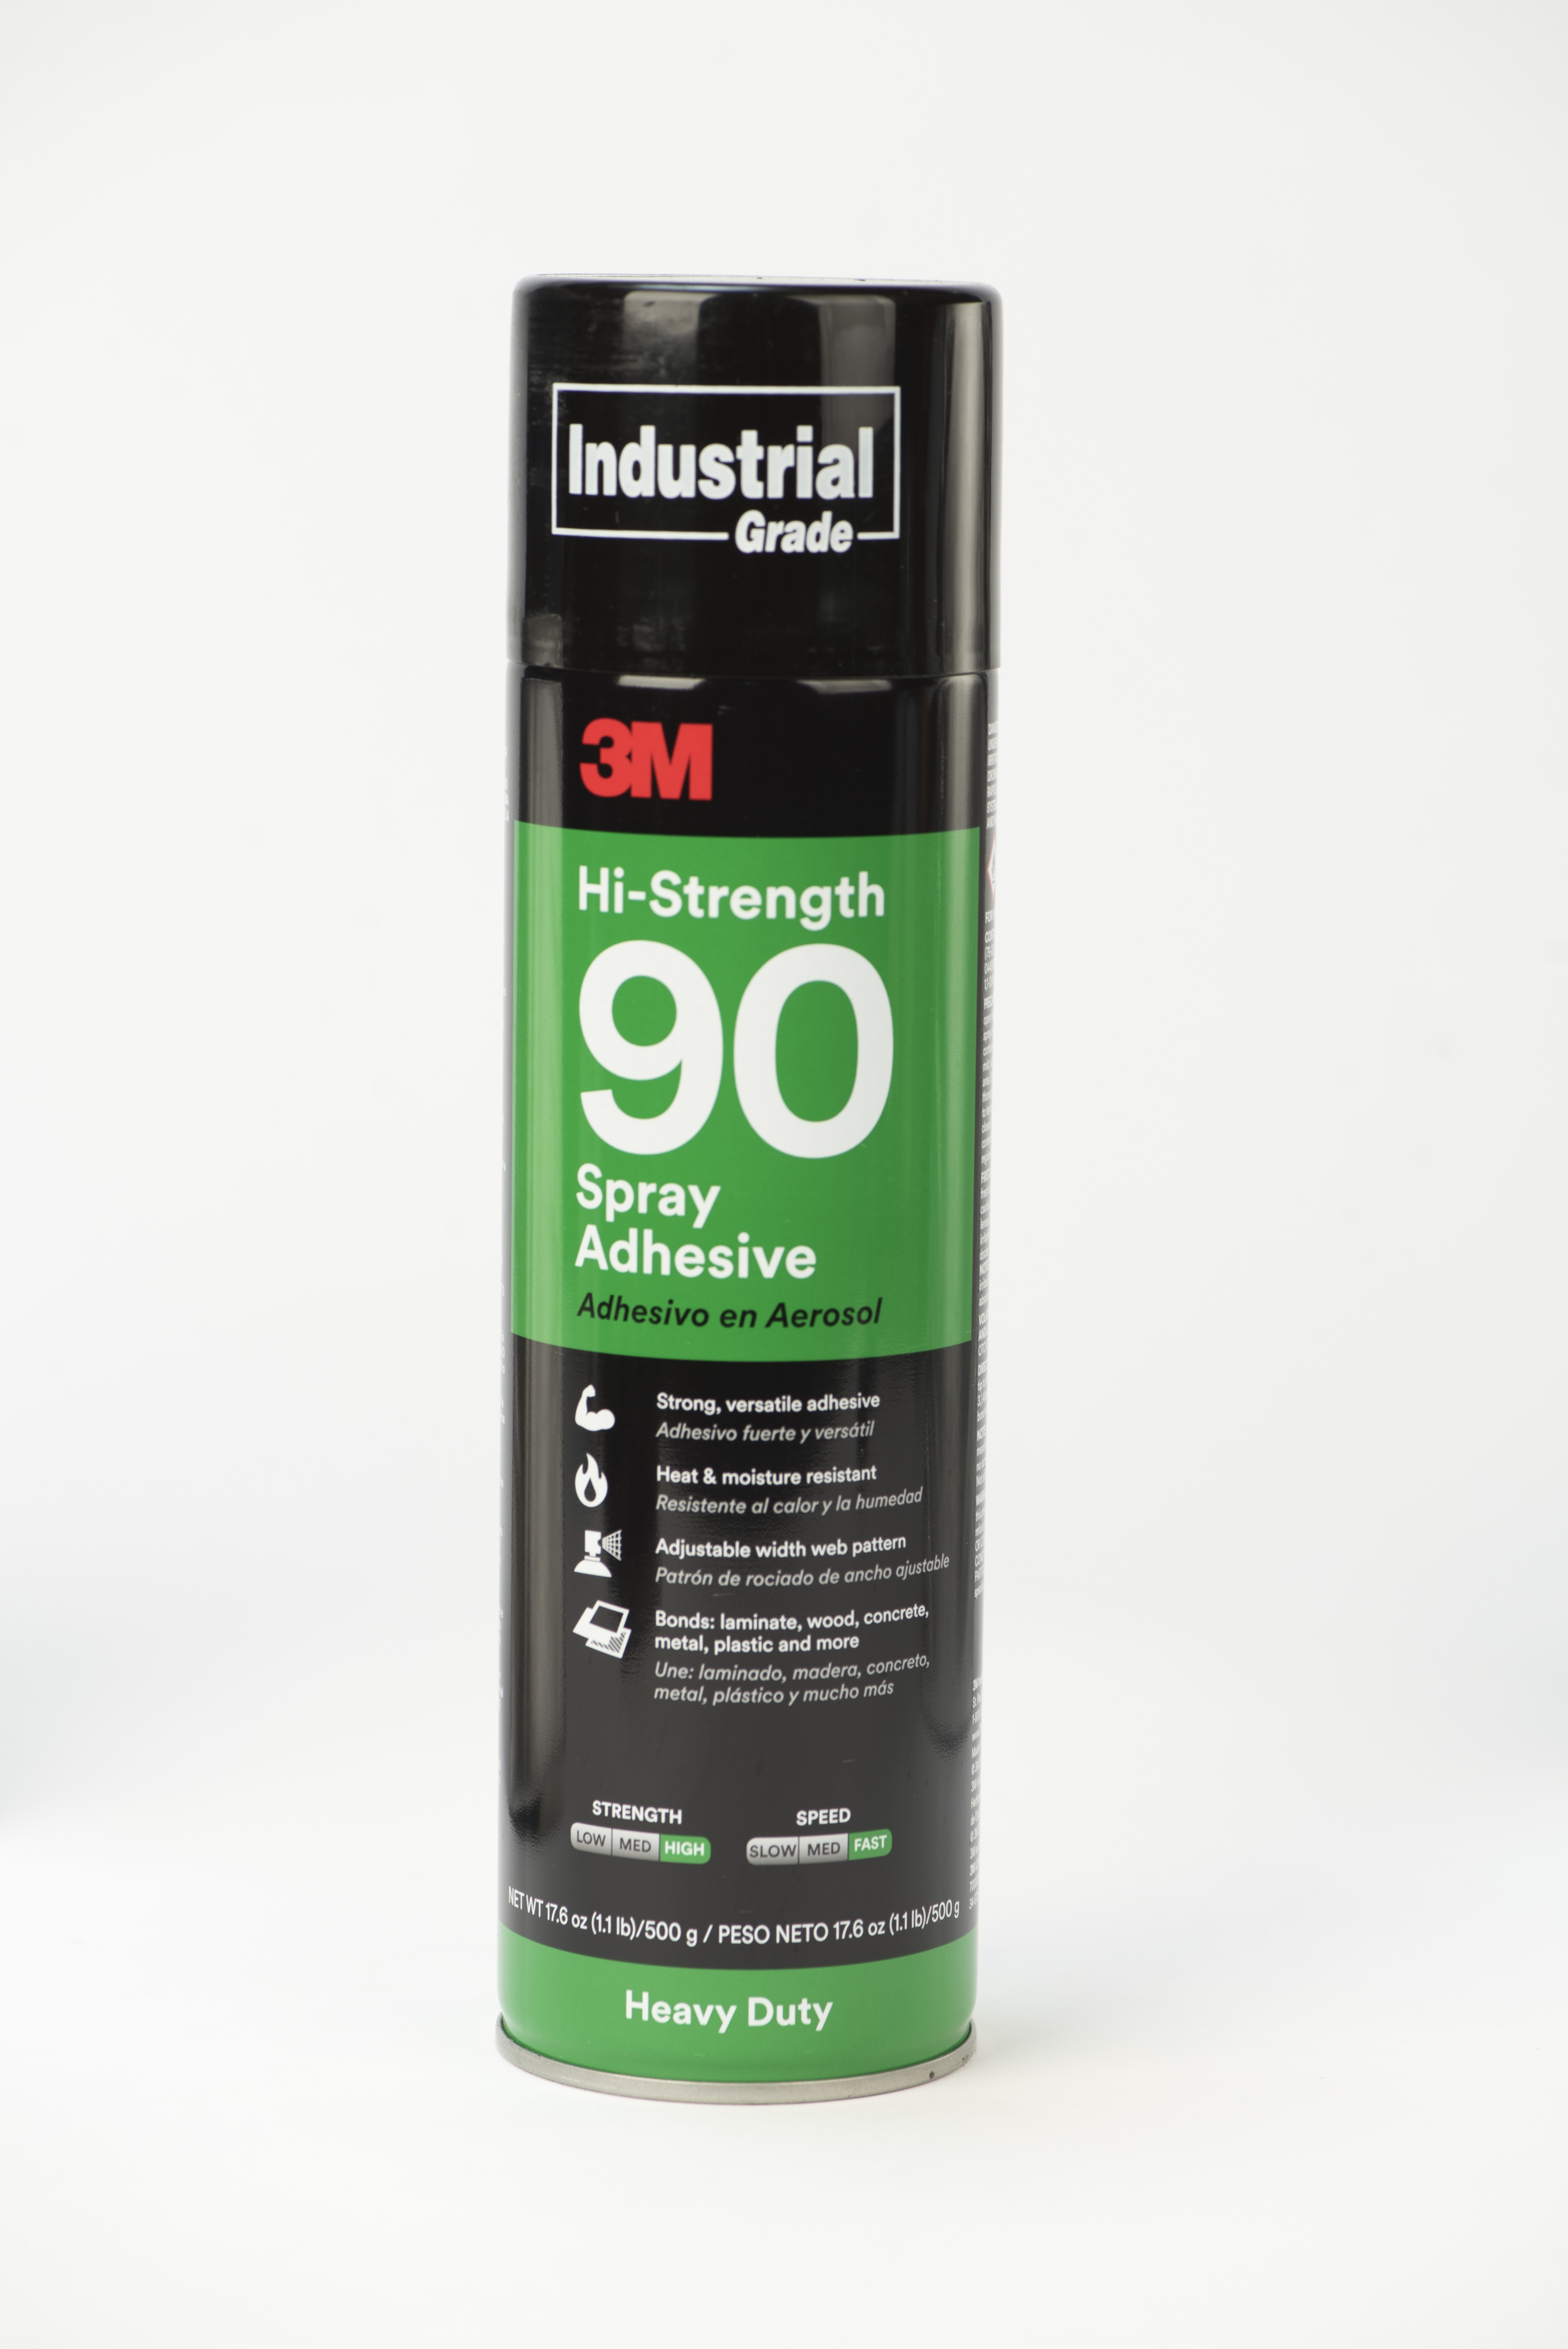 Industrial
Grade
3M
Hi-Strength
90
Spray
Adhesive
Adhesivo en Aerosol
Strong, versatile adhesive
Adhesivo fuerte y versátil
Heat & moisture resistant
Resistente al calor y la humedad
Adjustable width web pattern
Patrón de rociado de ancho ajustable
Bonds: laminate, wood, concrete,
metal, plastic and more
Une: laminado, madera, concreto,
metal, plástico y mucho más
STRENGTH
LOW MED HIGH
SPEED
SLOW MED FAST
NET WT 17.6 oz (1.1 lb)/500 g / PESO NETO 17.6 oz (1.1 lb)/500 g
Heavy Duty